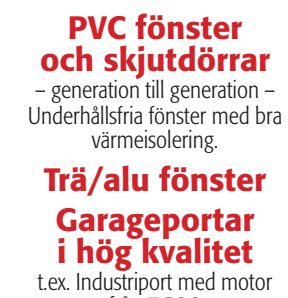 PVC fönster
och skjutdörrar
– generation till generation –
Underhållsfria fönster med bra
värmeisolering.
Trä/alu fönster
Garageportar
i hög kvalitet
t.ex. Industriport med motor